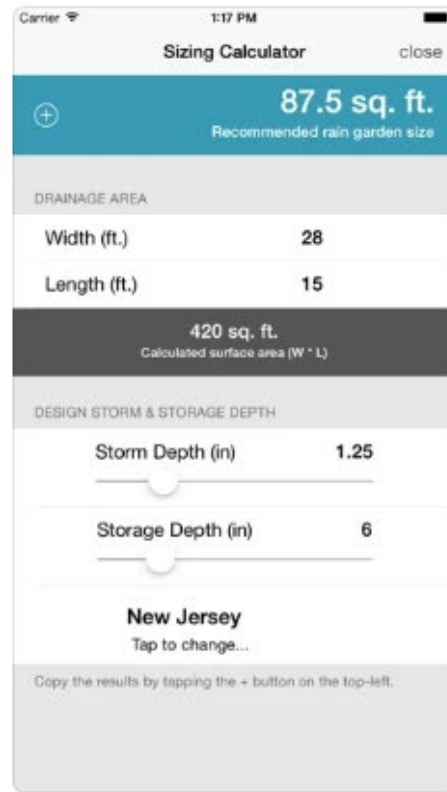 Carrier 1:17 PM
Sizing Calculator close
87.5 sq. ft.
Recommended rain garden size
DRAINAGE AREA
Width (ft.) 28
Length (ft.) 15
420 sq. ft.
Calculated surface area (W * L)
DESIGN STORM & STORAGE DEPTH
Storm Depth (in) 1.25
Storage Depth (in) 6
New Jersey
Tap to change...
Copy the results by tapping the + button on the top-left.